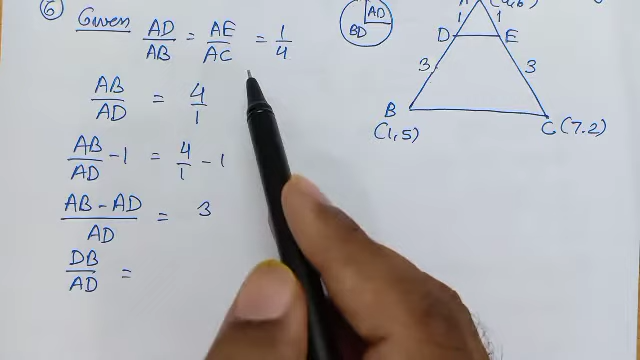 ⑥ Given AD/AB = AE/AC = 1/4
AB/AD = 4/1
AB/AD - 1 = 4/1 - 1
AB - AD/AD = 3
DB/AD =
AD
BD
1 1
D E
3 3
B C
(1,5) (7.2)